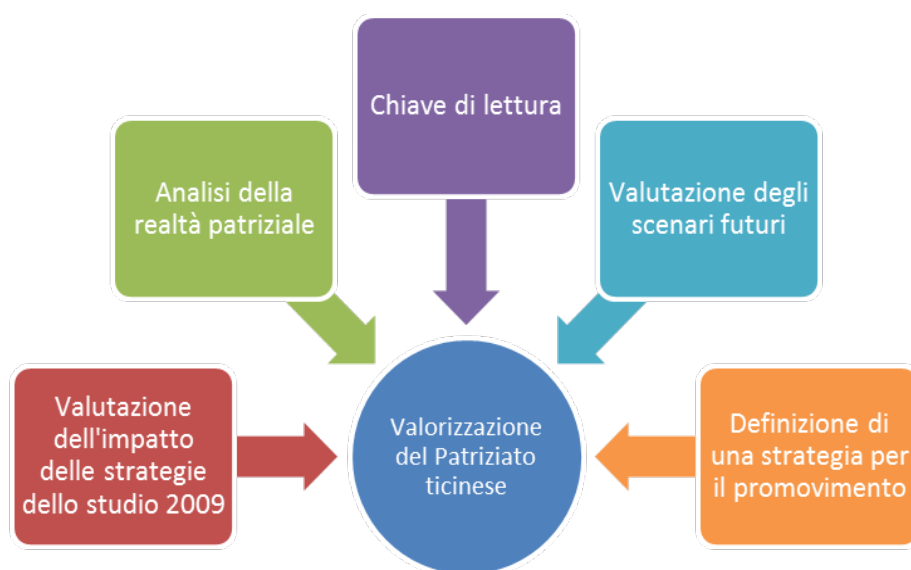 Chiave di lettura
Analisi della
realtà patriziale
Valutazione degli
scenari futuri
Valutazione
dell'impatto
delle strategie
dello studio 2009
Valorizzazione
del Patriziato
ticinese
Definizione di
una strategia per
il promovimento